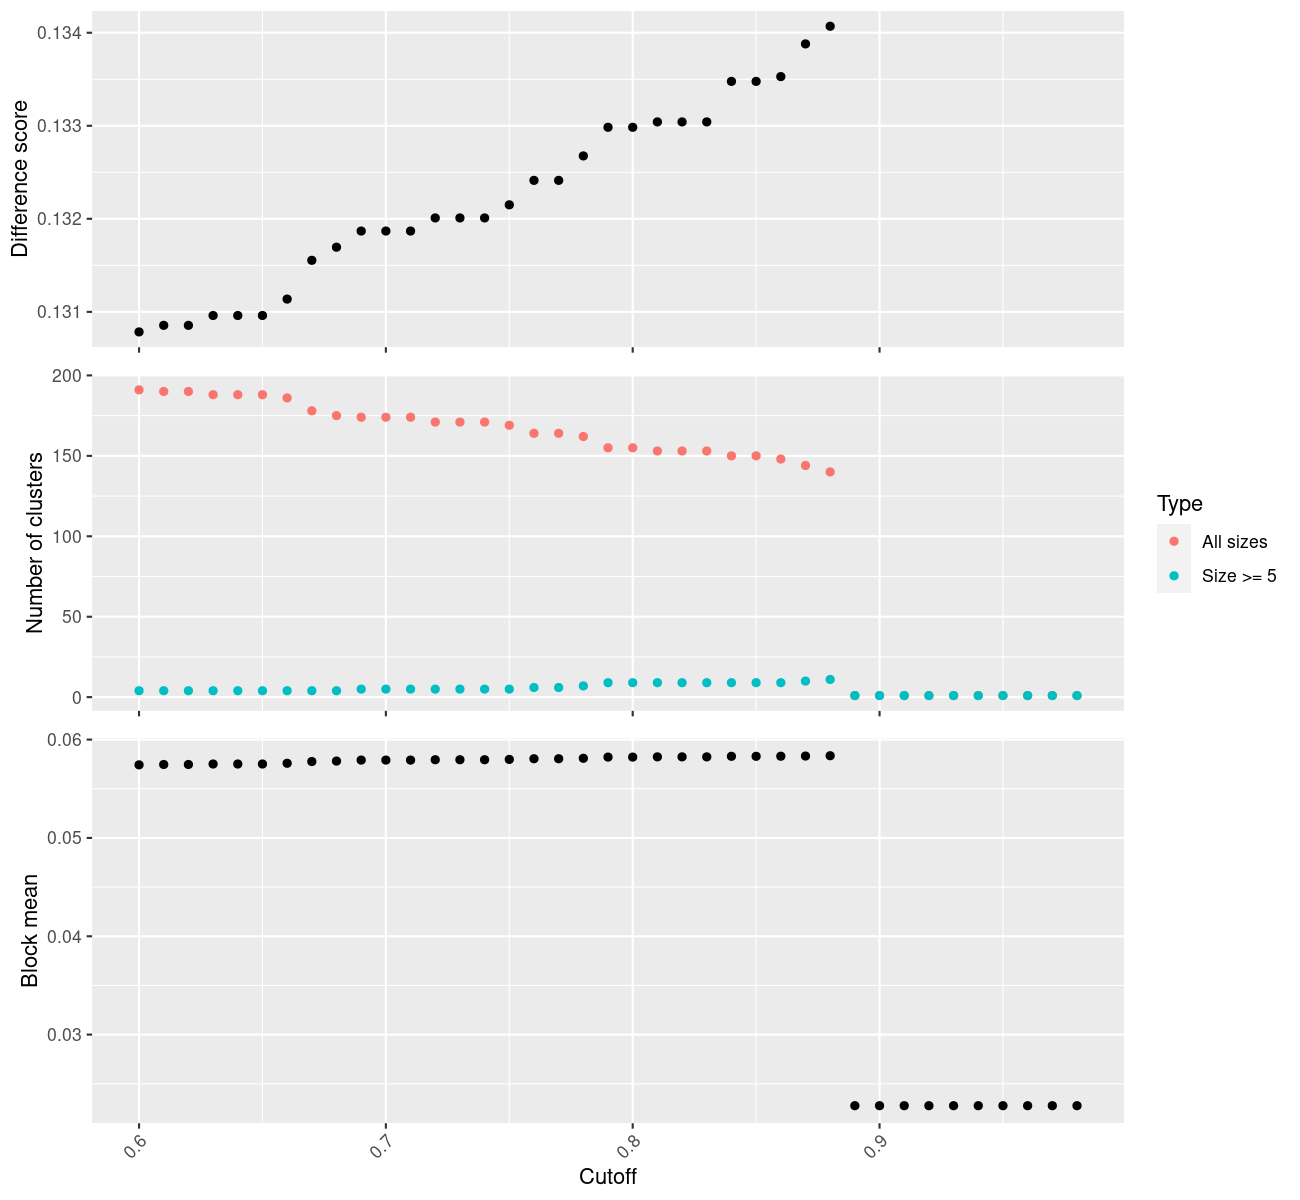 0.134
0.133
0.132
0.131
Difference score
200
150
100
50
0
Number of clusters
Type
All sizes
Size >= 5
0.06
0.05
0.04
0.03
Block mean
0.6
0.7
0.8
0.9
Cutoff